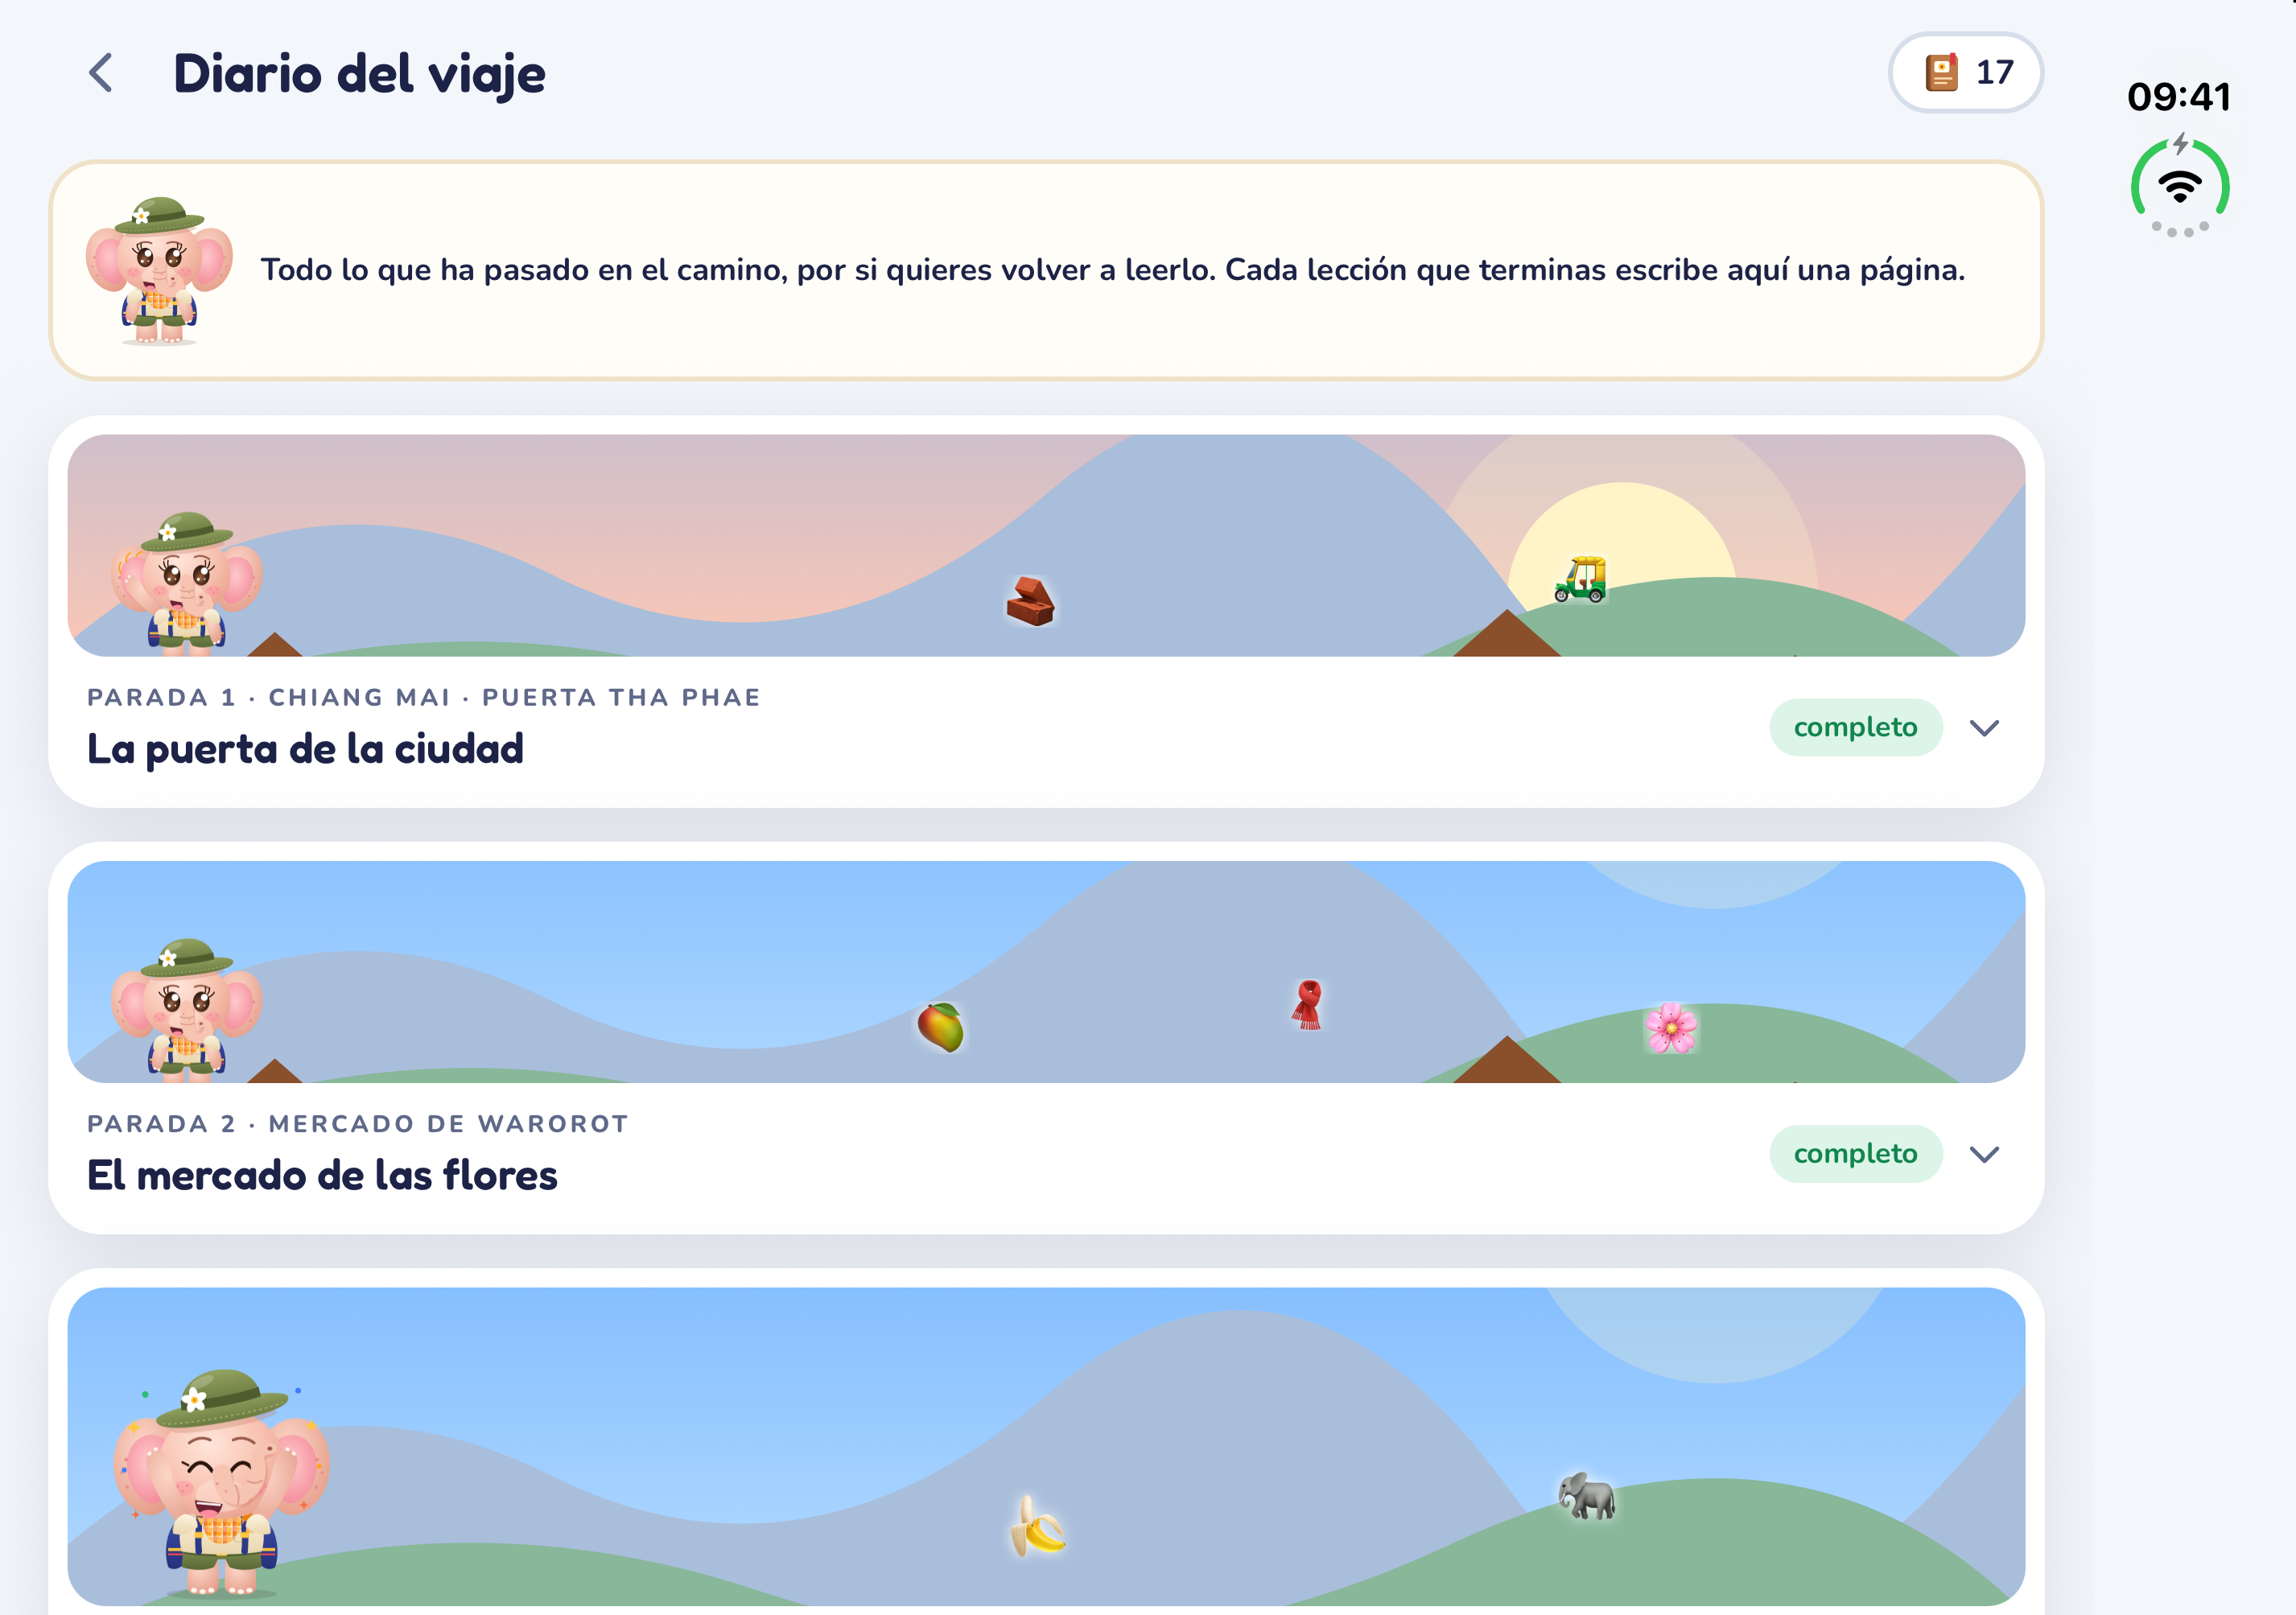 Diario del viaje
17
09:41
Todo lo que ha pasado en el camino, por si quieres volver a leerlo. Cada lección que terminas escribe aquí una página.
PARADA 1 · CHIANG MAI · PUERTA THA PHAE
La puerta de la ciudad
completo
PARADA 2 · MERCADO DE WAROROT
El mercado de las flores
completo